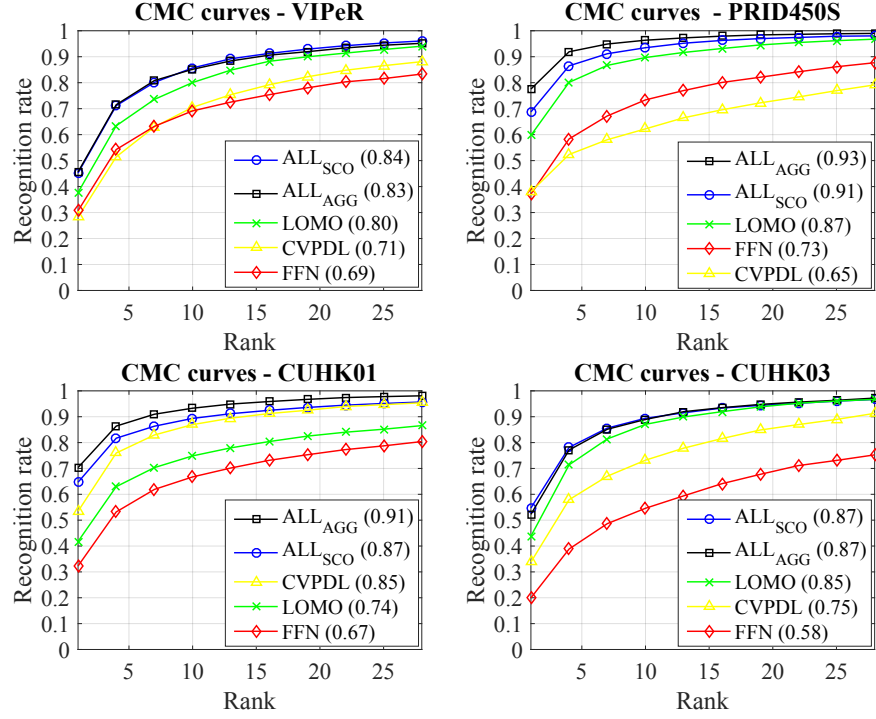 CMC curves - VIPeR
Recognition rate
1
0.9
0.8
0.7
0.6
0.5
0.4
0.3
0.2
0.1
0
ALL_SCO (0.84)
ALL_AGG (0.83)
LOMO (0.80)
CVPDL (0.71)
FFN (0.69)
5 10 15 20 25
Rank
CMC curves - PRID450S
Recognition rate
1
0.9
0.8
0.7
0.6
0.5
0.4
0.3
0.2
0.1
0
ALL_AGG (0.93)
ALL_SCO (0.91)
LOMO (0.87)
FFN (0.73)
CVPDL (0.65)
5 10 15 20 25
Rank
CMC curves - CUHK01
Recognition rate
1
0.9
0.8
0.7
0.6
0.5
0.4
0.3
0.2
0.1
0
ALL_AGG (0.91)
ALL_SCO (0.87)
CVPDL (0.85)
LOMO (0.74)
FFN (0.67)
5 10 15 20 25
Rank
CMC curves - CUHK03
Recognition rate
1
0.9
0.8
0.7
0.6
0.5
0.4
0.3
0.2
0.1
0
ALL_SCO (0.87)
ALL_AGG (0.87)
LOMO (0.85)
CVPDL (0.75)
FFN (0.58)
5 10 15 20 25
Rank